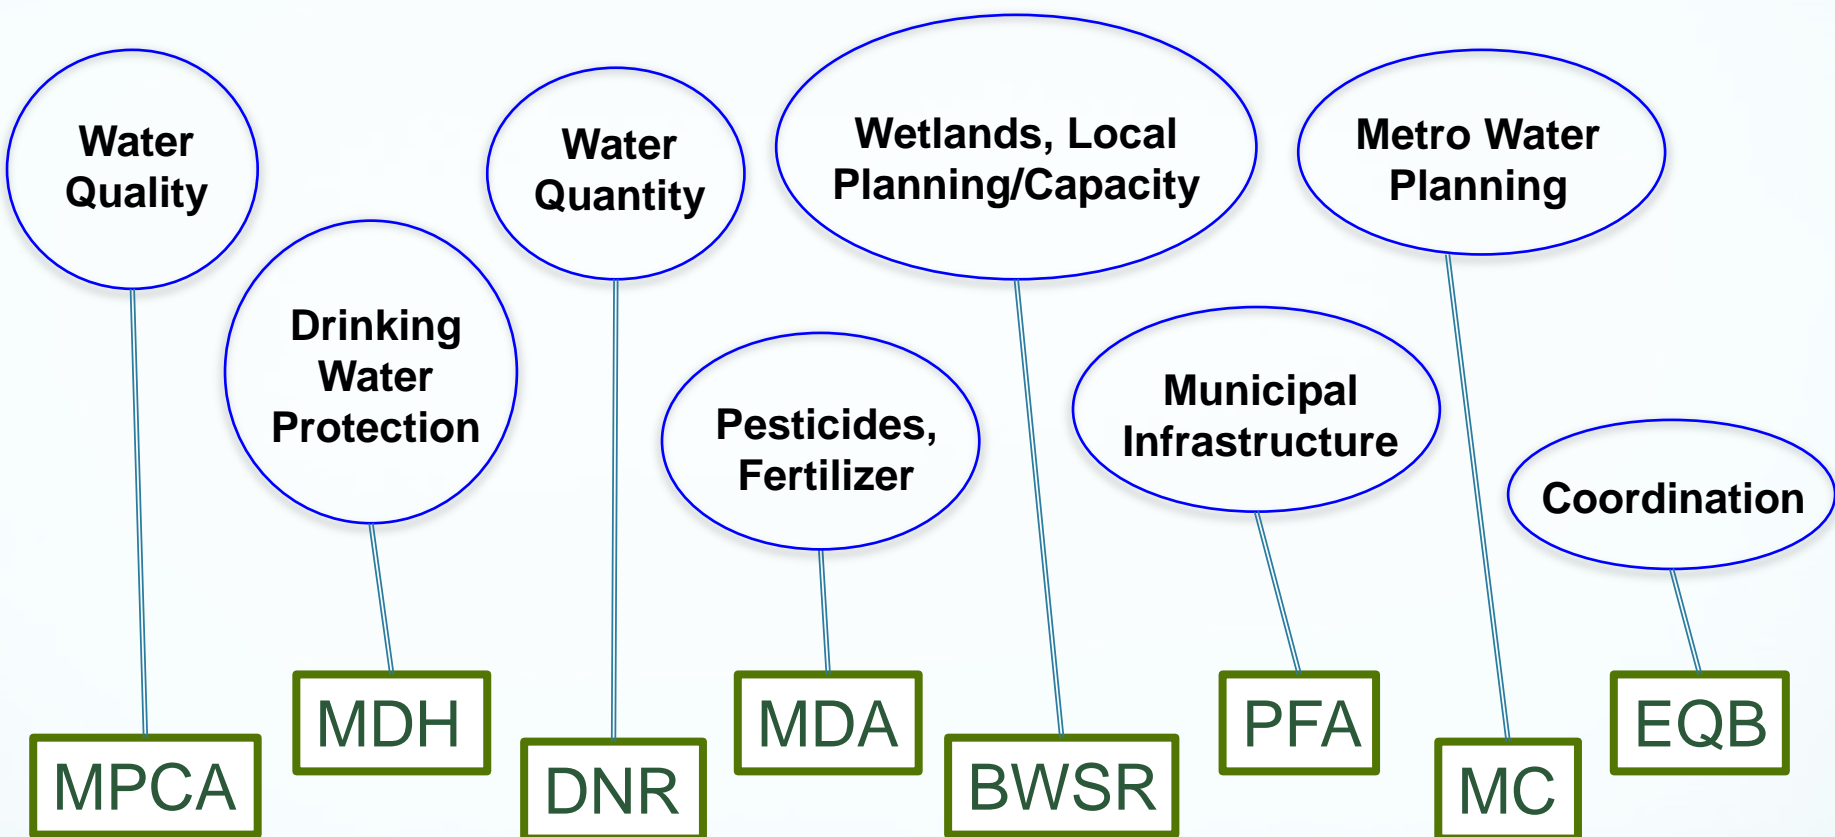 Water
Quality
Drinking
Water
Protection
Water
Quantity
Pesticides,
Fertilizer
Wetlands, Local
Planning/Capacity
Municipal
Infrastructure
Metro Water
Planning
Coordination
MPCA
MDH
DNR
MDA
BWSR
PFA
MC
EQB